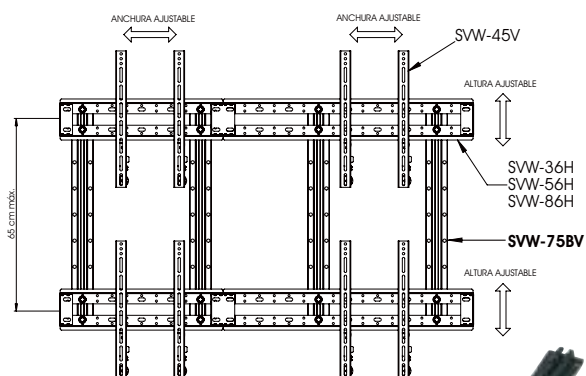 ANCHURA AJUSTABLE
ANCHURA AJUSTABLE
SVW-45V
ALTURA AJUSTABLE
65 cm máx.
SVW-36H
SVW-56H
SVW-86H
SVW-75BV
ALTURA AJUSTABLE